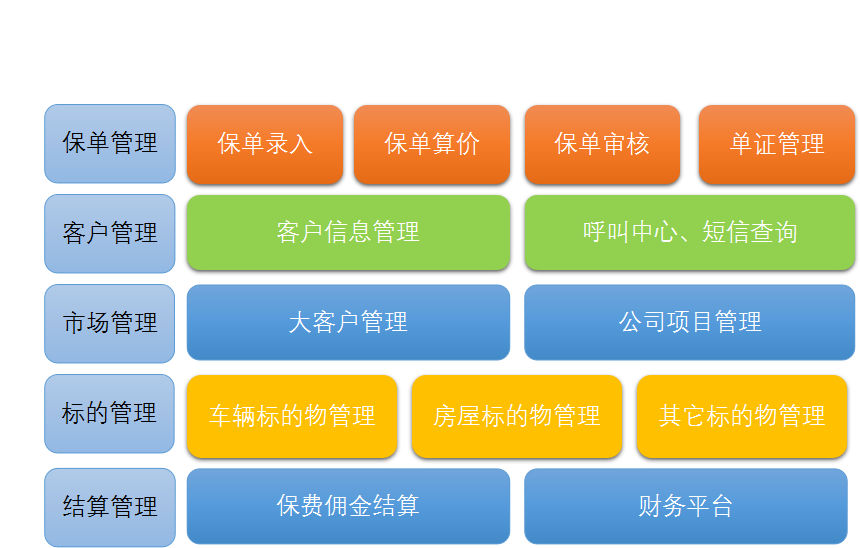 保单管理 保单录入 保单算价 保单审核 单证管理
客户管理 客户信息管理 呼叫中心、短信查询
市场管理 大客户管理 公司项目管理
标的管理 车辆标的物管理 房屋标的物管理 其它标的物管理
结算管理 保费佣金结算 财务平台